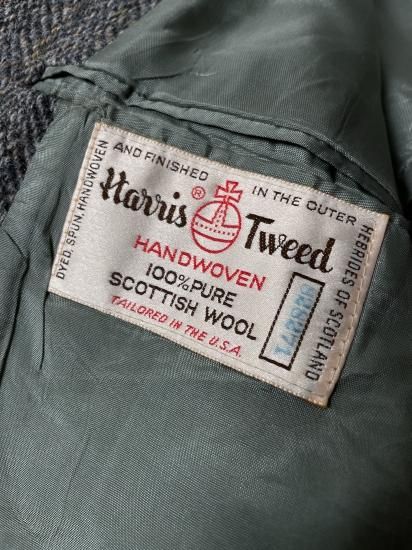 DYED, SPUN, HANDWOVEN
AND FINISHED
IN THE OUTER
HEBRIDES OF SCOTLAND
Harris ® Tweed
HANDWOVEN
100% PURE
SCOTTISH WOOL
TAILORED IN THE U.S.A.